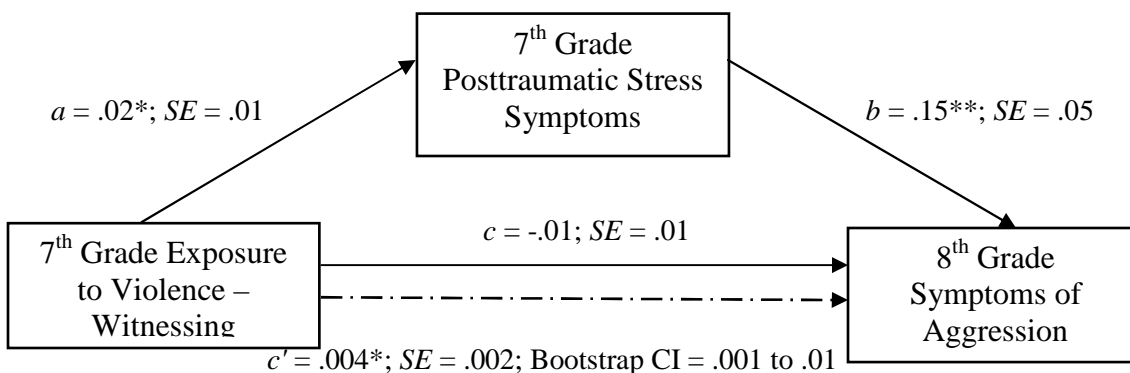 7th Grade
Posttraumatic Stress
Symptoms
a = .02*; SE = .01
b = .15**; SE = .05
7th Grade Exposure
to Violence –
Witnessing
c = -.01; SE = .01
8th Grade
Symptoms of
Aggression
c' = .004*; SE = .002; Bootstrap CI = .001 to .01